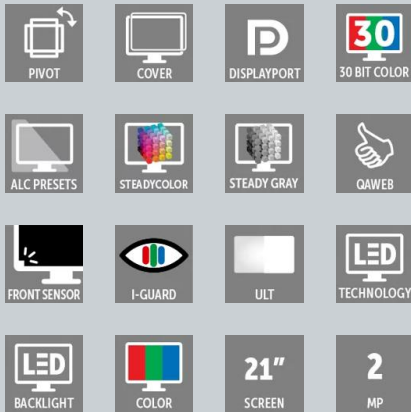 PIVOT
COVER
D
DISPLAYPORT
30
30 BIT COLOR
ALC PRESETS
STEADYCOLOR
STEADY GRAY
QAWEB
FRONT SENSOR
I-GUARD
ULT
LED
TECHNOLOGY
LED
BACKLIGHT
COLOR
21"
SCREEN
2
MP